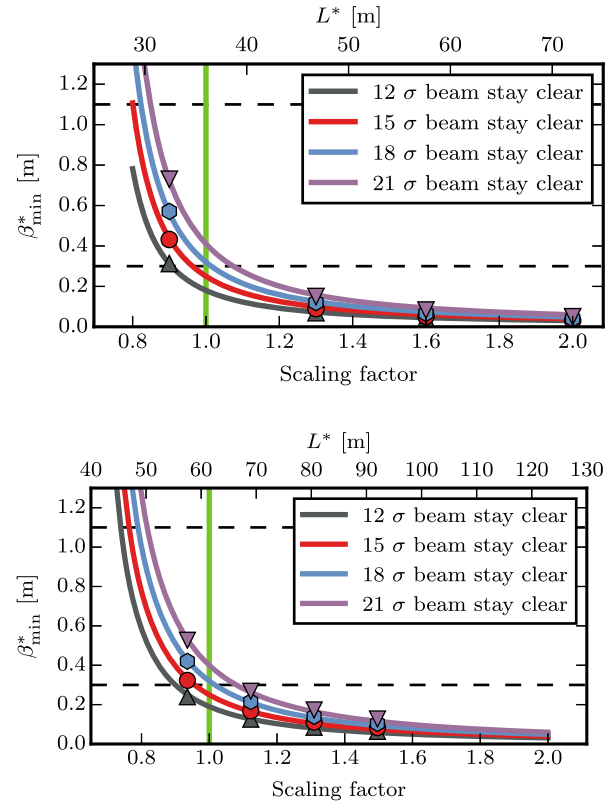 L* [m]
30 40 50 60 70
1.2
1.0
0.8
0.6
0.4
0.2
0.0
β*min [m]
12 σ beam stay clear
15 σ beam stay clear
18 σ beam stay clear
21 σ beam stay clear
0.8 1.0 1.2 1.4 1.6 1.8 2.0
Scaling factor
L* [m]
40 50 60 70 80 90 100 110 120 130
1.2
1.0
0.8
0.6
0.4
0.2
0.0
β*min [m]
12 σ beam stay clear
15 σ beam stay clear
18 σ beam stay clear
21 σ beam stay clear
0.8 1.0 1.2 1.4 1.6 1.8 2.0
Scaling factor